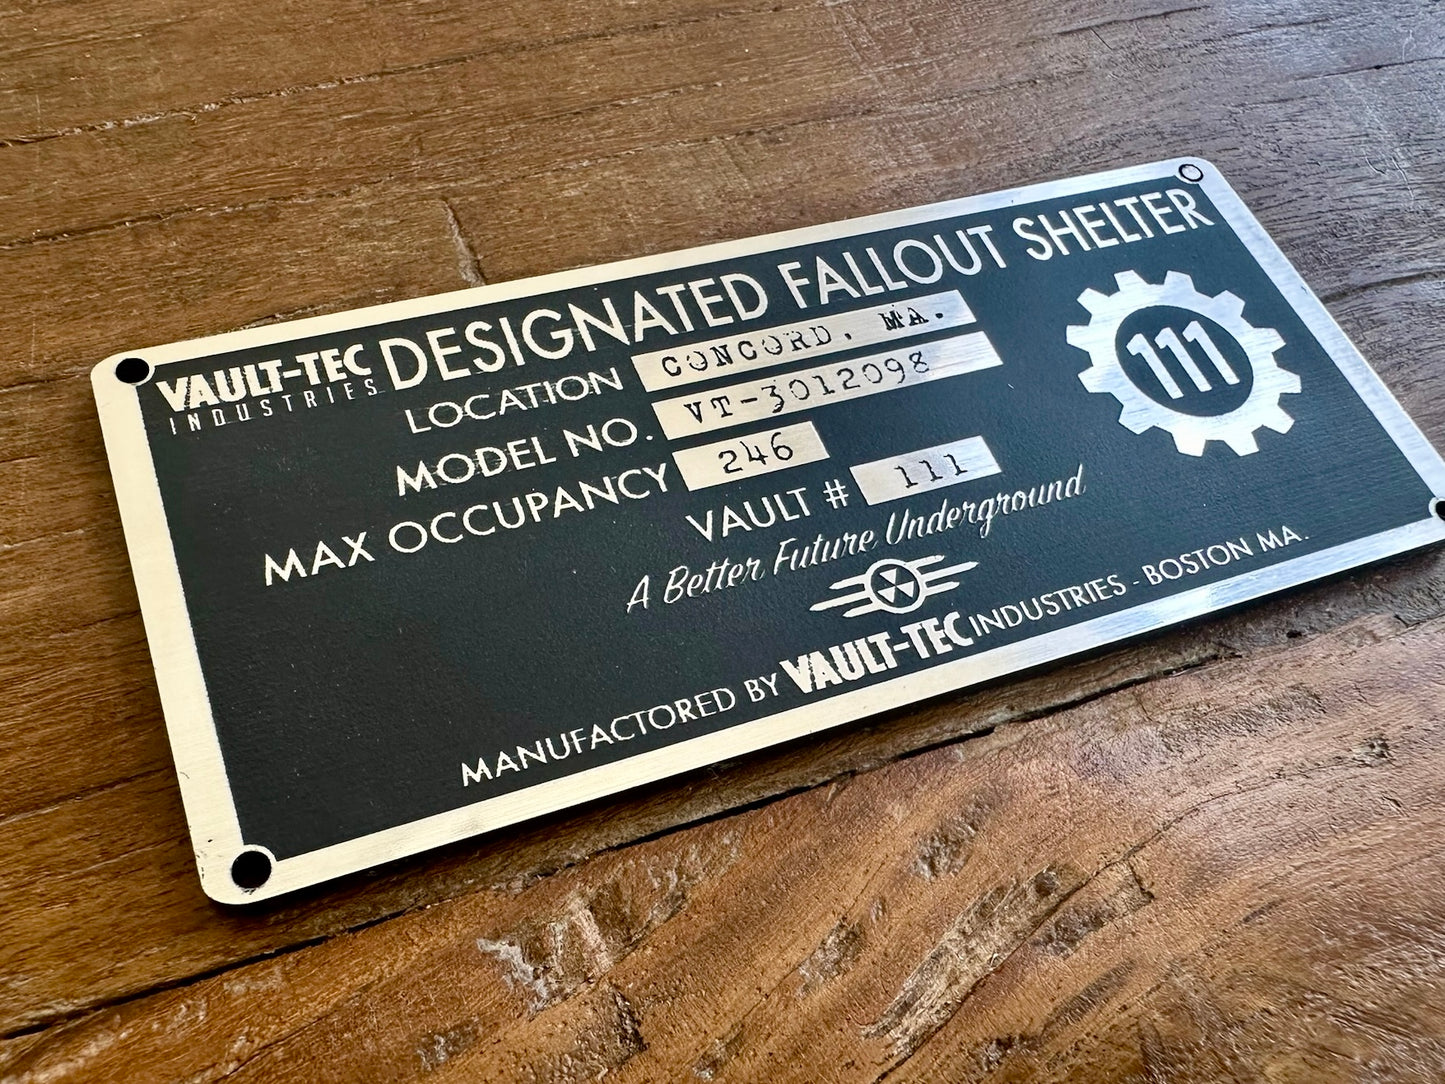 VAULT-TEC
INDUSTRIES
DESIGNATED FALLOUT SHELTER
LOCATION CONCORD, MA.
MODEL NO. VT-3012098
MAX OCCUPANCY 246
VAULT # 111
111
A Better Future Underground
MANUFACTORED BY VAULT-TEC INDUSTRIES - BOSTON MA.